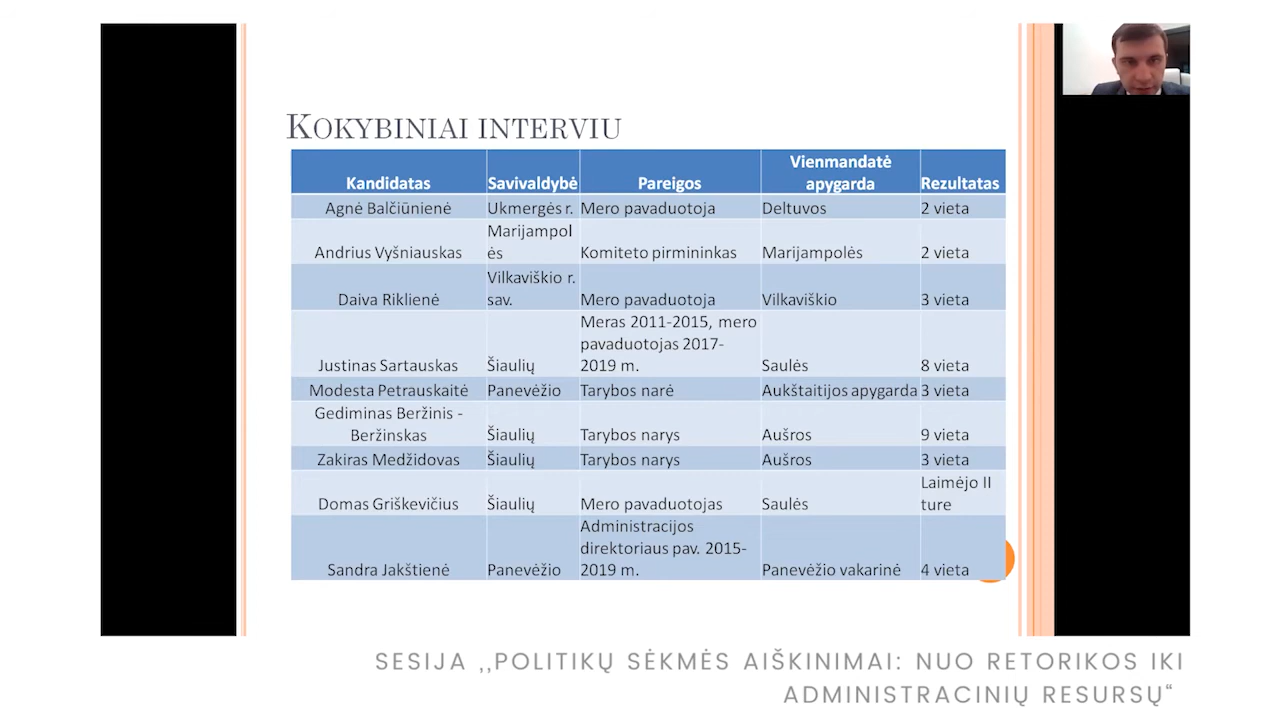 KOKYBINIAI INTERVIU
Kandidatas Savivaldybė Pareigos Vienmandatė apygarda Rezultatas
Agnė Balčiūnienė Ukmergės r. Mero pavaduotoja Deltuvos 2 vieta
Andrius Vyšniauskas Marijampol ės Komiteto pirmininkas Marijampolės 2 vieta
Daiva Riklienė Vilkaviškio r. sav. Mero pavaduotoja Vilkaviškio 3 vieta
Justinas Sartauskas Šiaulių Meras 2011-2015, mero pavaduotojas 2017-2019 m. Saulės 8 vieta
Modesta Petrauskaitė Panevėžio Tarybos narė Aukštaitijos apygarda 3 vieta
Gediminas Beržinis - Beržinskas Šiaulių Tarybos narys Aušros 9 vieta
Zakiras Medžidovas Šiaulių Tarybos narys Aušros 3 vieta
Domas Griškevičius Šiaulių Mero pavaduotojas Saulės Laimėjo II ture
Sandra Jakštienė Panevėžio Administracijos direktoriaus pav. 2015-2019 m. Panevėžio vakarinė 4 vieta
SESIJA ,,POLITIKŲ SĖKMĖS AIŠKINIMAI: NUO RETORIKOS IKI
ADMINISTRACINIŲ RESURSŲ“